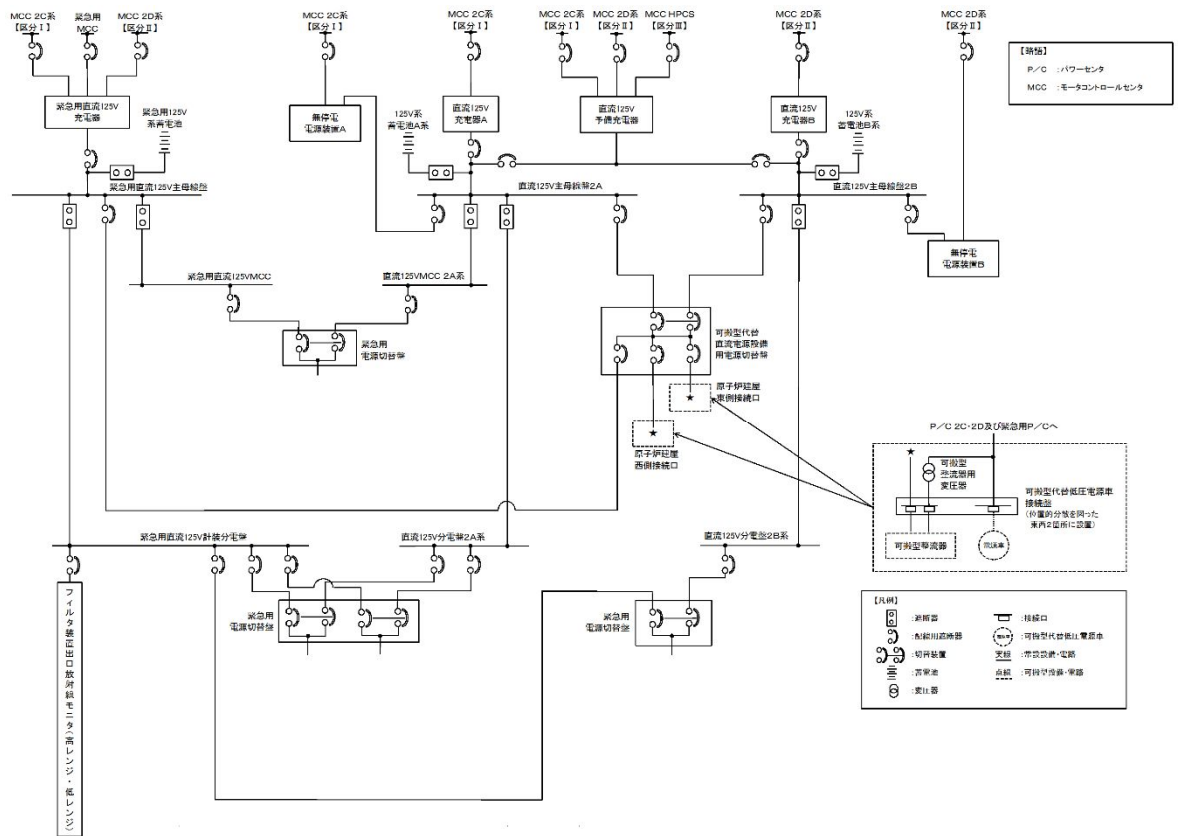 MCC 2C系
【区分Ⅰ】
緊急用
MCC
MCC 2D系
【区分Ⅱ】
MCC 2C系
【区分Ⅰ】
MCC 2C系
【区分Ⅰ】
MCC 2C系
【区分Ⅰ】
MCC 2D系
【区分Ⅱ】
MCC HPCS
【区分Ⅲ】
MCC 2D系
【区分Ⅱ】
MCC 2D系
【区分Ⅱ】
【略語】
P/C :パワーセンタ
MCC :モータコントロールセンタ
緊急用直流125V
充電器
緊急用125V
系蓄電池
無停電
電源装置A
125V系
蓄電池A系
直流125V
充電器A
直流125V
予備充電器
直流125V
充電器B
125V系
蓄電池B系
緊急用直流125V主母線盤
直流125V主母線盤2A
直流125V主母線盤2B
無停電
電源装置B
緊急用直流125VMCC
直流125VMCC 2A系
緊急用
電源切替盤
可搬型代替
直流電源設備
用電源切替盤
原子炉建屋
東側接続口
★
★
原子炉建屋
西側接続口
P/C 2C・2D及び緊急用P/Cへ
★
可搬型
整流器用
変圧器
可搬型代替低圧電源車
接続盤
(位置的分散を図った
東西2箇所に設置)
可搬型整流器
電源車
緊急用直流125V計装分電盤
直流125V分電盤2A系
直流125V分電盤2B系
緊急用
電源切替盤
緊急用
電源切替盤
フィルタ装置出口放射線モニタ(高レンジ・低レンジ)
【凡例】
:遮断器
:配線用遮断器
:切替装置
:蓄電池
:変圧器
:接続口
電源車 :可搬型代替低圧電源車
実線 :常設設備・電路
点線 :可搬型設備・電路